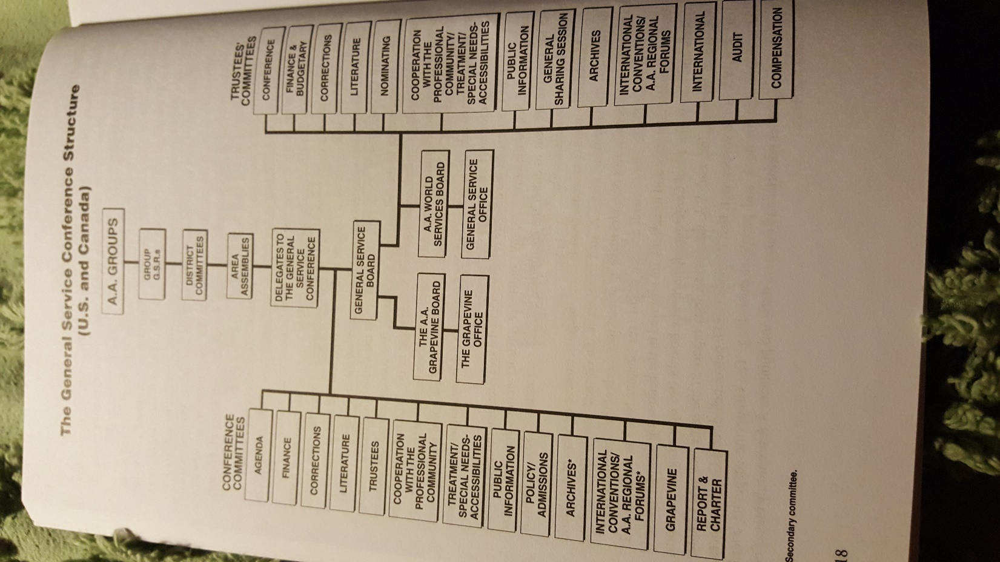 The General Service Conference Structure
(U.S. and Canada)
A.A. GROUPS
GROUP
G.S.R.s
DISTRICT
COMMITTEES
AREA
ASSEMBLIES
DELEGATES TO
THE GENERAL
SERVICE
CONFERENCE
GENERAL SERVICE
BOARD
THE A.A.
GRAPEVINE BOARD
THE GRAPEVINE
OFFICE
A.A. WORLD
SERVICES BOARD
GENERAL SERVICE
OFFICE
CONFERENCE
COMMITTEES
AGENDA
FINANCE
CORRECTIONS
LITERATURE
TRUSTEES
COOPERATION
WITH THE
PROFESSIONAL
COMMUNITY
TREATMENT/
SPECIAL NEEDS-
ACCESSIBILITIES
PUBLIC
INFORMATION
POLICY/
ADMISSIONS
ARCHIVES*
INTERNATIONAL
CONVENTIONS/
A.A. REGIONAL
FORUMS*
GRAPEVINE
REPORT &
CHARTER
TRUSTEES'
COMMITTEES
CONFERENCE
FINANCE &
BUDGETARY
CORRECTIONS
LITERATURE
NOMINATING
COOPERATION
WITH THE
PROFESSIONAL
COMMUNITY/
TREATMENT/
SPECIAL NEEDS-
ACCESSIBILITIES
PUBLIC
INFORMATION
GENERAL
SHARING SESSION
ARCHIVES
INTERNATIONAL
CONVENTIONS/
A.A. REGIONAL
FORUMS
INTERNATIONAL
AUDIT
COMPENSATION
Secondary committee.
18